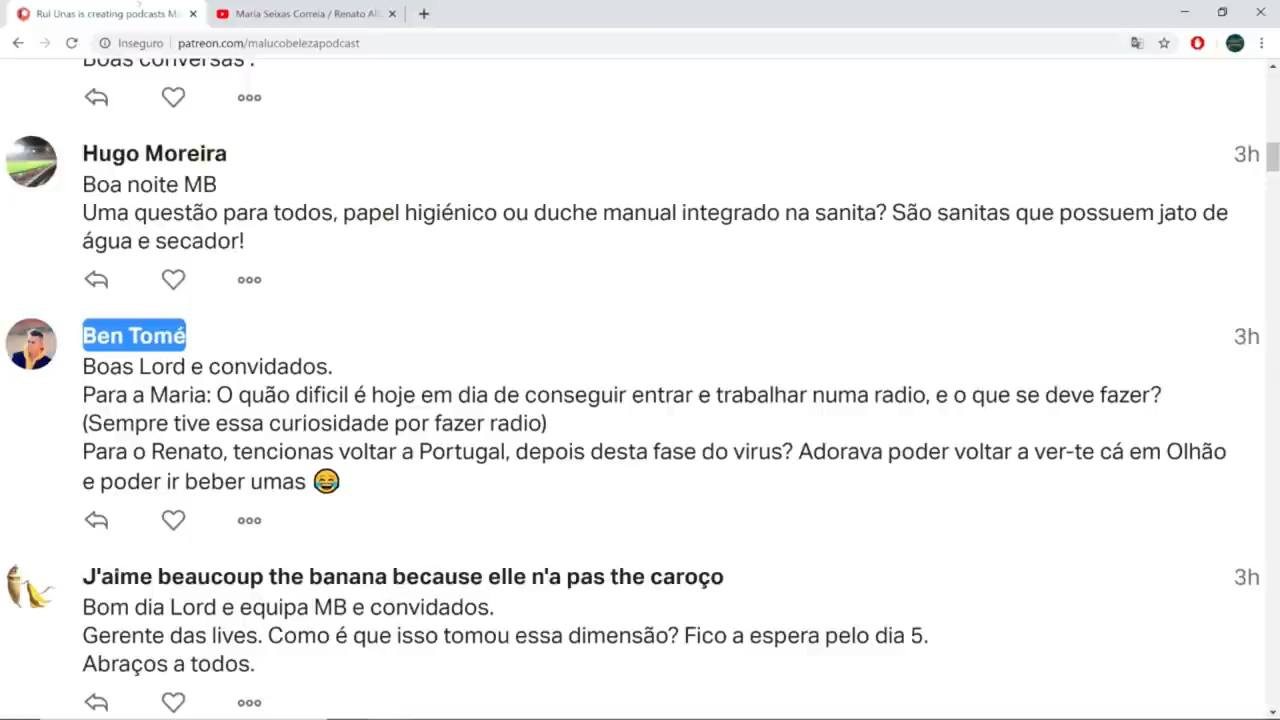 Rui Unas is creating podcasts M
Maria Seixas Correia / Renato Al
Inseguro
patreon.com/malucobelezapodcast
Boas conversas .
Hugo Moreira
3h
Boa noite MB
Uma questão para todos, papel higiénico ou duche manual integrado na sanita? São sanitas que possuem jato de
água e secador!
Ben Tomé
3h
Boas Lord e convidados.
Para a Maria: O quão dificil é hoje em dia de conseguir entrar e trabalhar numa radio, e o que se deve fazer?
(Sempre tive essa curiosidade por fazer radio)
Para o Renato, tencionas voltar a Portugal, depois desta fase do virus? Adorava poder voltar a ver-te cá em Olhão
e poder ir beber umas 😂
J'aime beaucoup the banana because elle n'a pas the caroço
3h
Bom dia Lord e equipa MB e convidados.
Gerente das lives. Como é que isso tomou essa dimensão? Fico a espera pelo dia 5.
Abraços a todos.